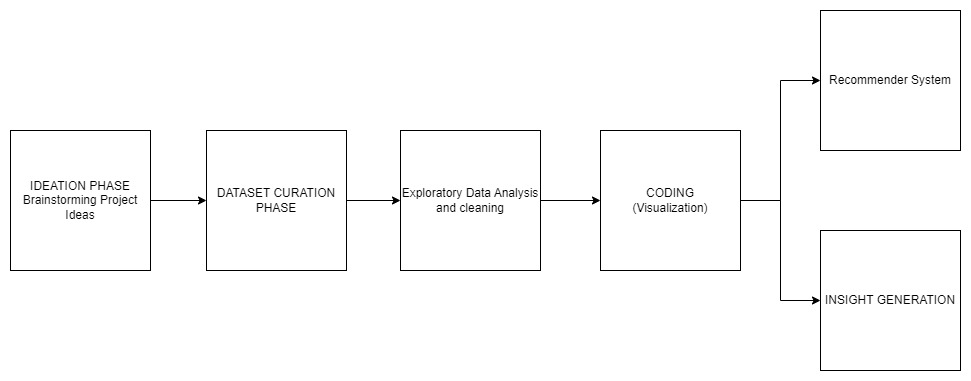 IDEATION PHASE
Brainstorming Project
Ideas
DATASET CURATION
PHASE
Exploratory Data Analysis
and cleaning
CODING
(Visualization)
Recommender System
INSIGHT GENERATION